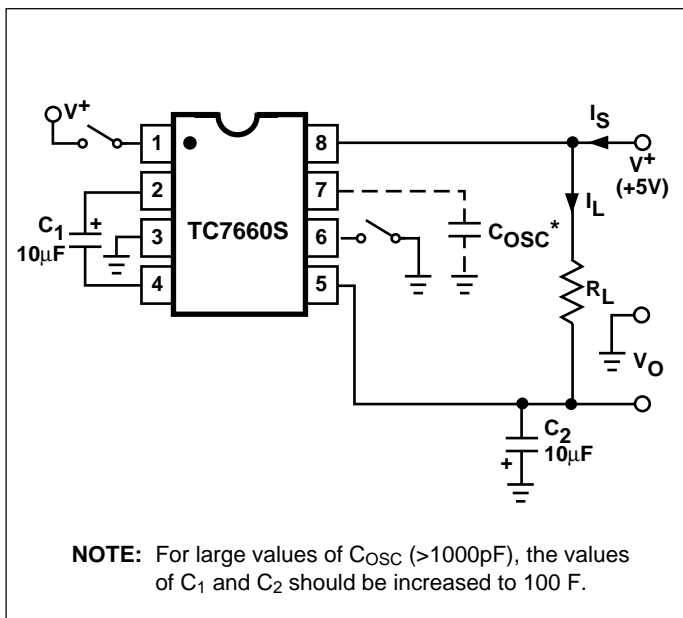 V+
1
2
3
4
TC7660S
8
7
6
5
C1
+
10µF
COSC*
IS
V+
(+5V)
IL
RL
VO
C2
10µF
+
NOTE: For large values of COSC (>1000pF), the values
of C1 and C2 should be increased to 100 F.